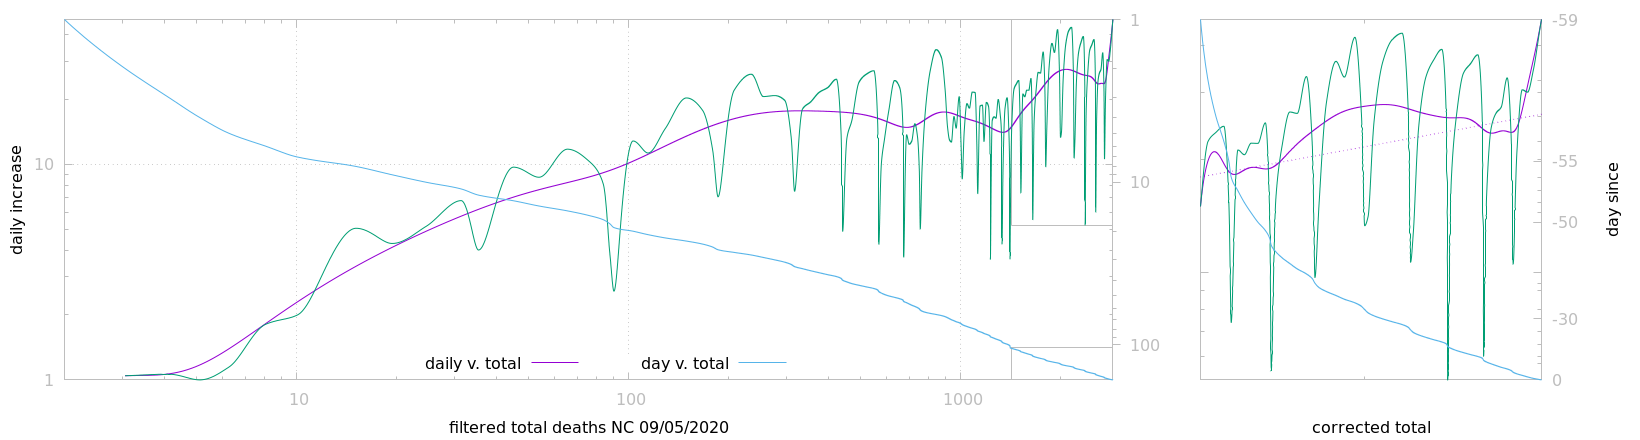 daily increase
10
1
daily v. total
day v. total
10
100
1000
1
10
100
filtered total deaths NC 09/05/2020
-59
-55
-50
-30
0
day since
corrected total